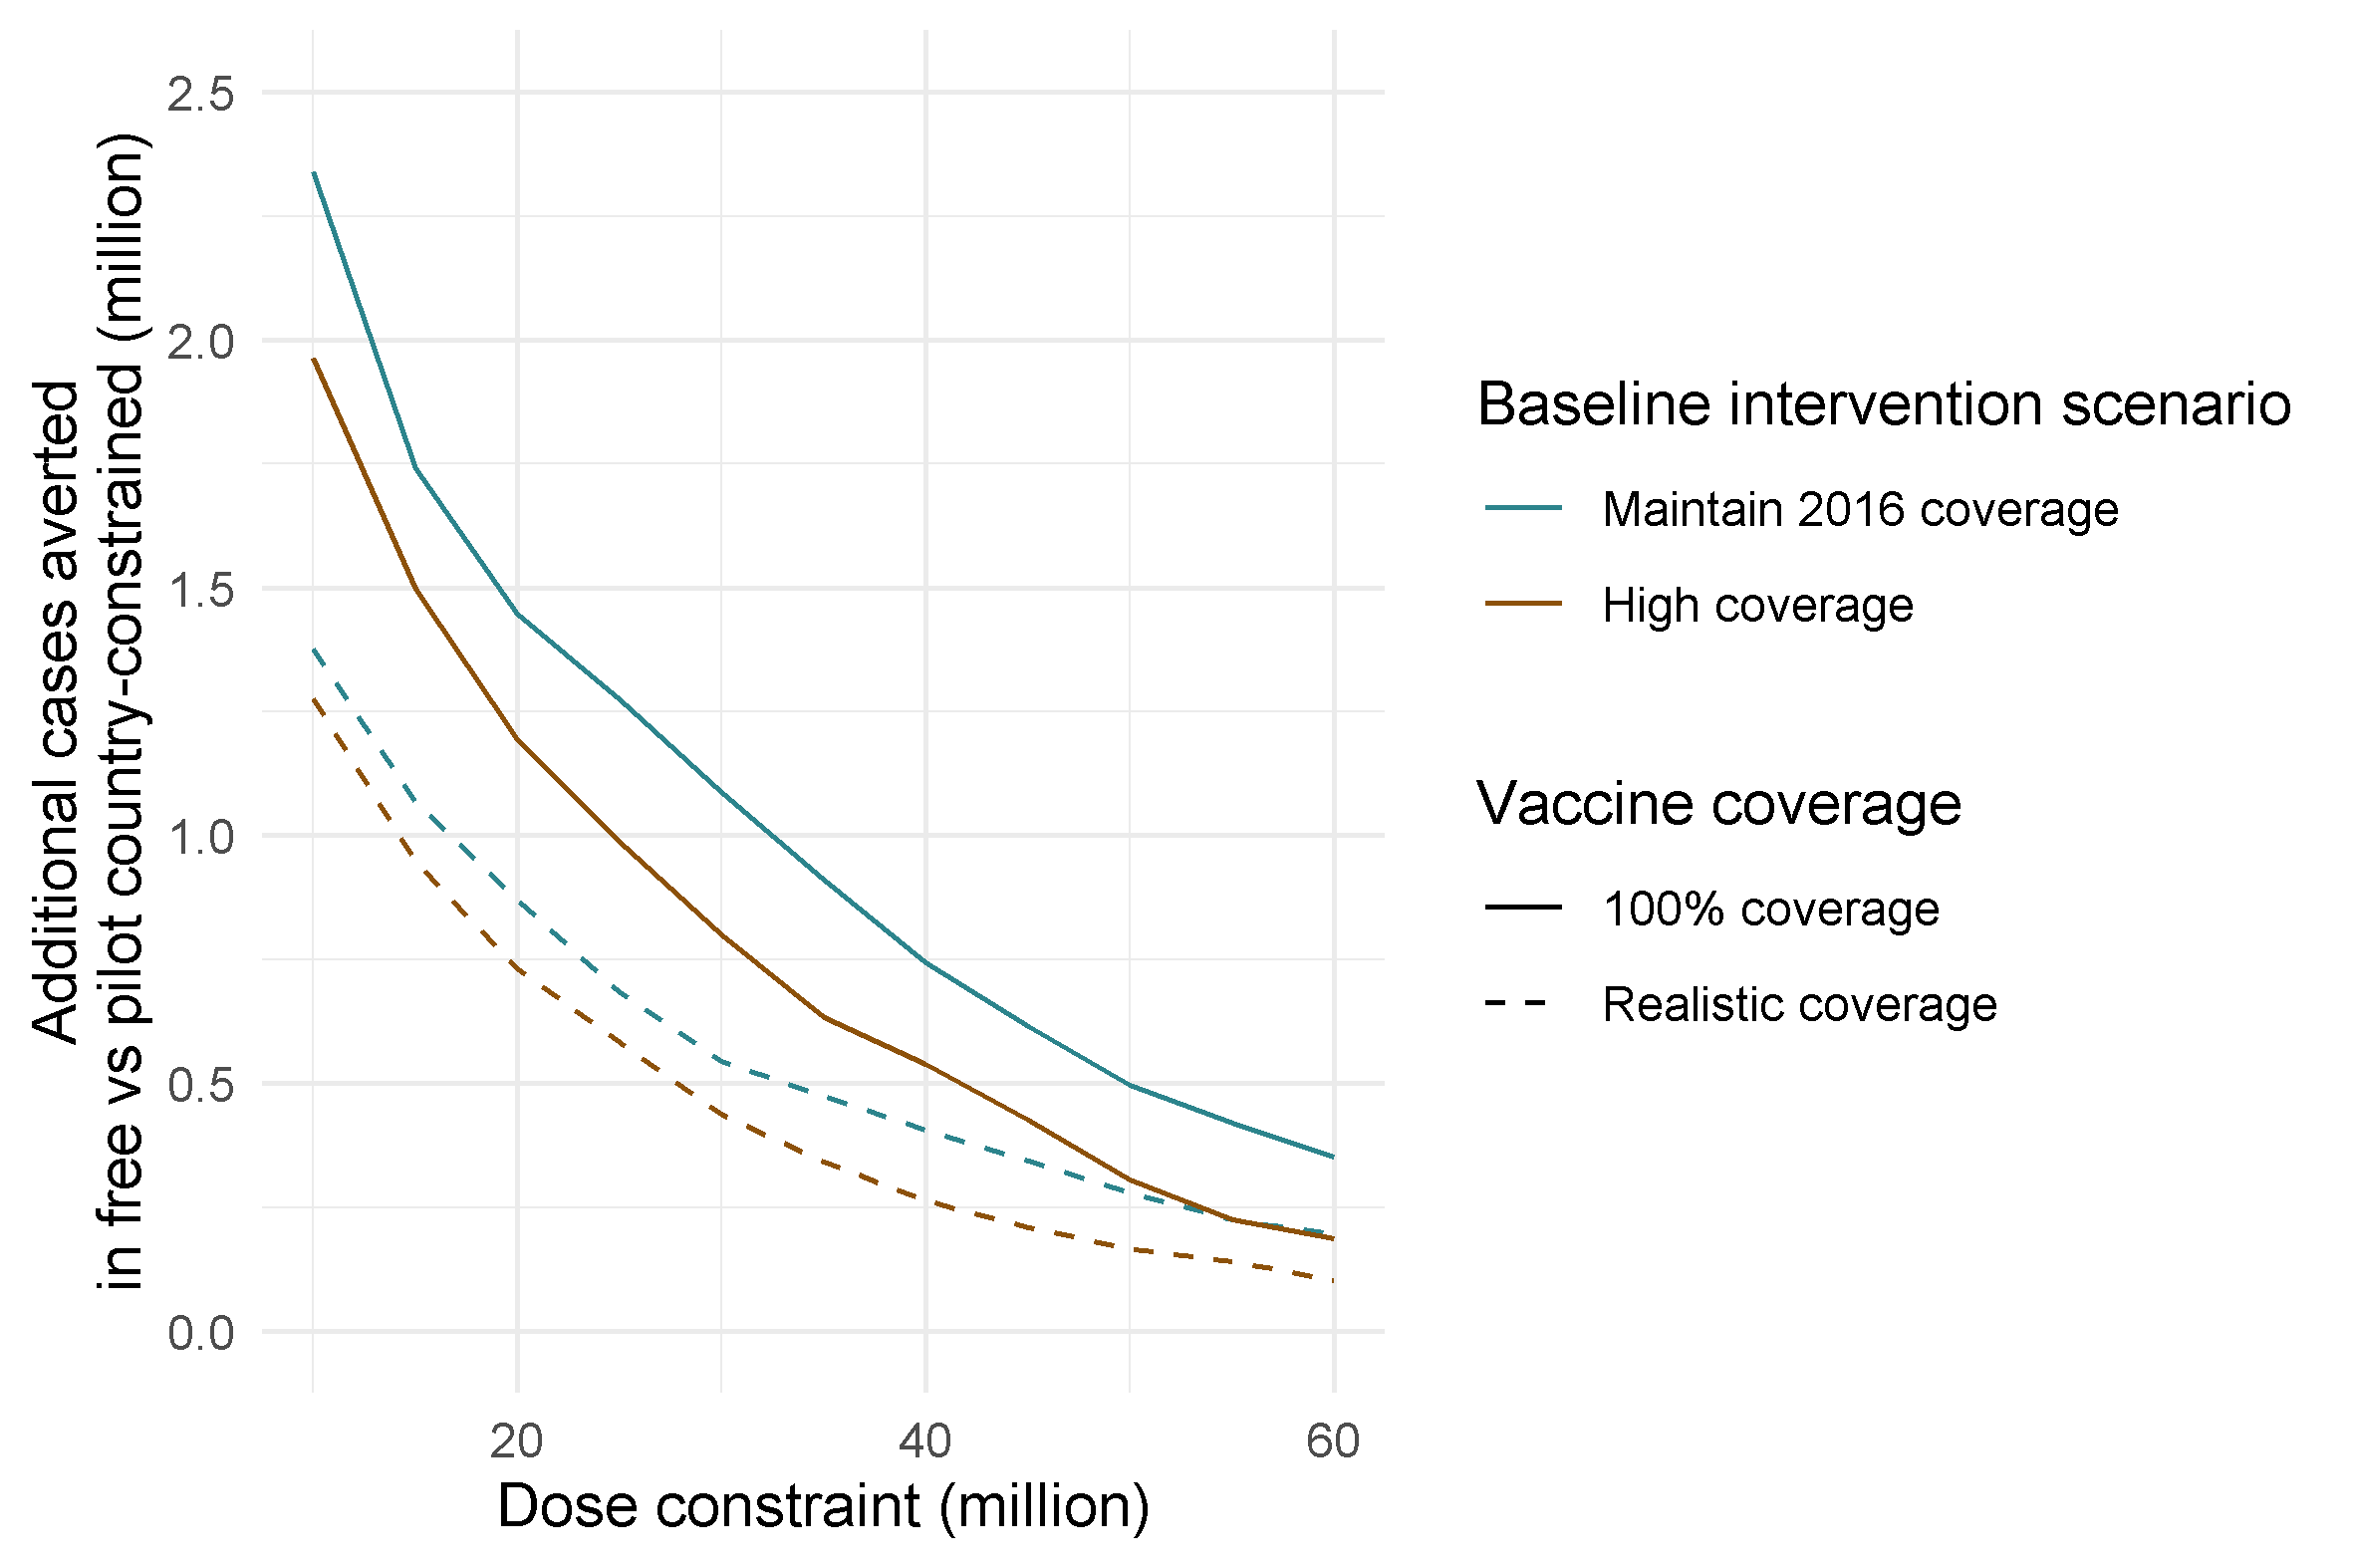 Additional cases averted
in free vs pilot country-constrained (million)
2.5
2.0
1.5
1.0
0.5
0.0
20
40
60
Dose constraint (million)
Baseline intervention scenario
Maintain 2016 coverage
High coverage
Vaccine coverage
100% coverage
Realistic coverage